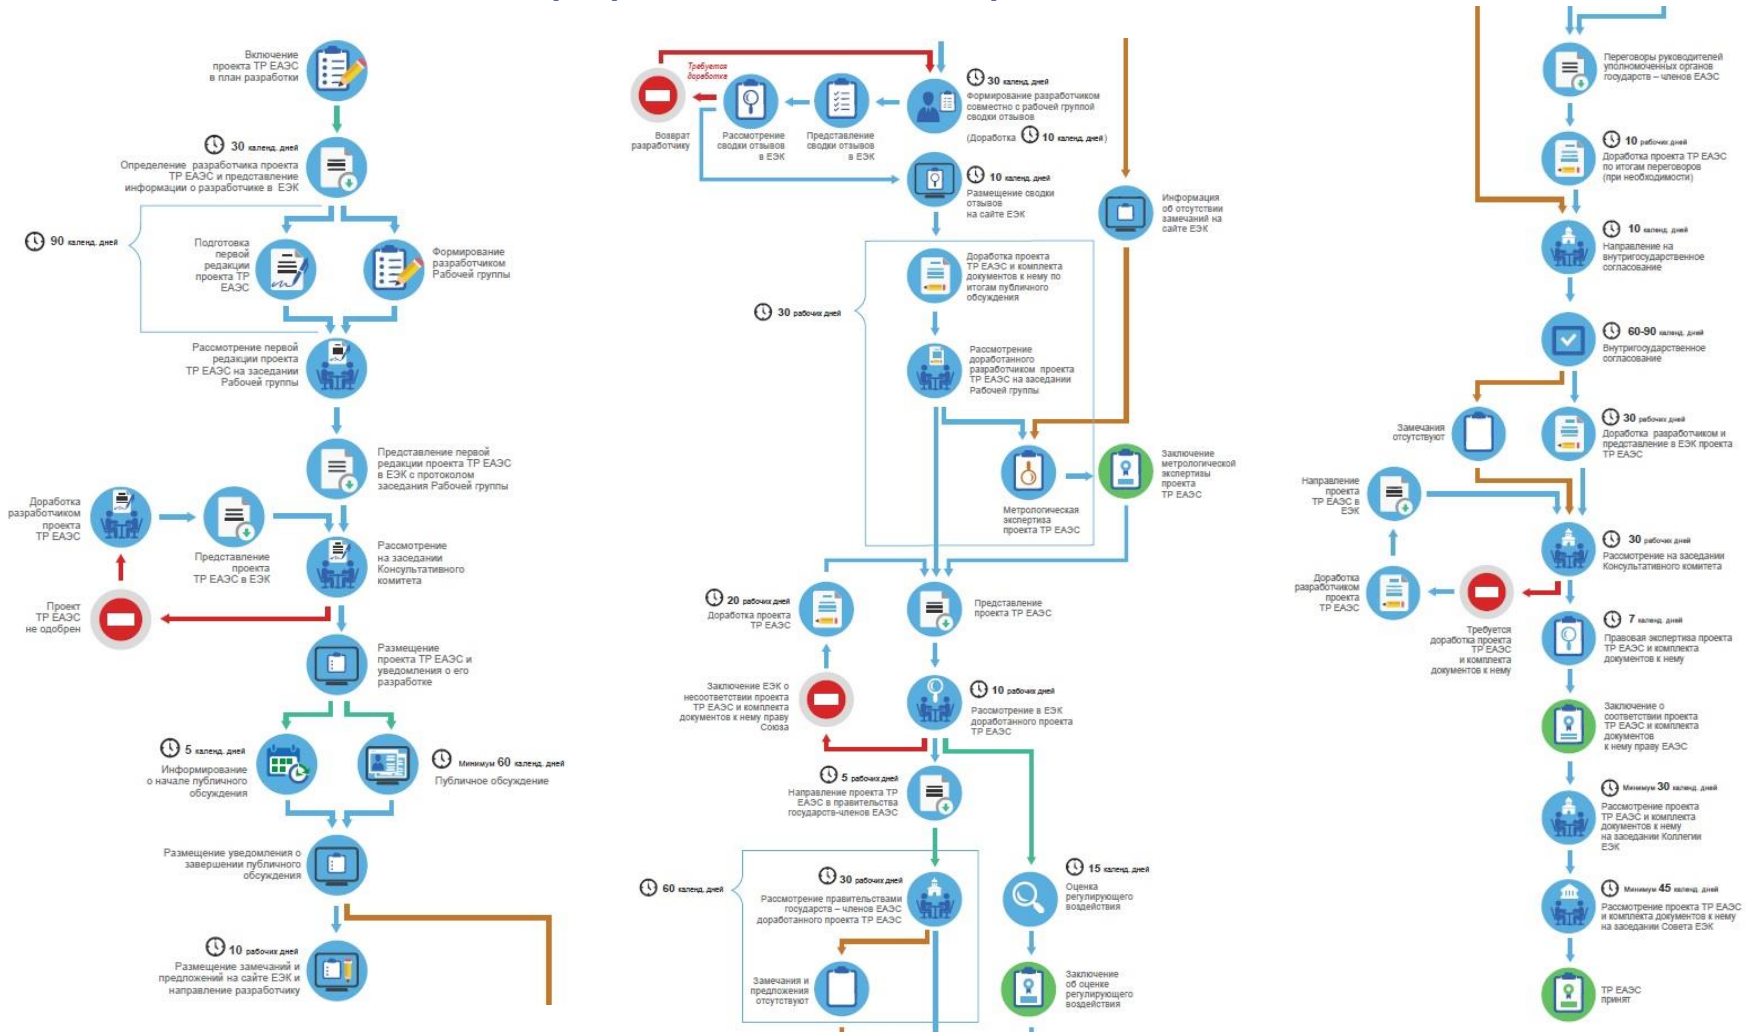 Включение
проекта ТР ЕАЭС
в план разработки
30 календ. дней
Определение разработчика проекта
ТР ЕАЭС и представление
информации о разработчике в ЕЭК
90 календ. дней
Подготовка
первой
редакции
проекта ТР
ЕАЭС
Формирование
разработчиком
Рабочей группы
Рассмотрение первой
редакции проекта
ТР ЕАЭС на заседании
Рабочей группы
Представление первой
редакции проекта ТР ЕАЭС
в ЕЭК с протоколом
заседания Рабочей группы
Доработка
разработчиком
проекта
ТР ЕАЭС
Представление
проекта
ТР ЕАЭС в ЕЭК
Рассмотрение
на заседании
Консультативного
комитета
Проект
ТР ЕАЭС
не одобрен
Размещение
проекта ТР ЕАЭС и
уведомления о его
разработке
5 календ. дней
Информирование
о начале публичного
обсуждения
Минимум 60 календ. дней
Публичное обсуждение
Размещение уведомления о
завершении публичного
обсуждения
10 рабочих дней
Размещение замечаний и
предложений на сайте ЕЭК и
направление разработчику
Требуется
доработка
Возврат
разработчику
Рассмотрение
сводки отзывов
в ЕЭК
Представление
сводки отзывов
в ЕЭК
30 календ. дней
Формирование разработчиком
совместно с рабочей группой
сводки отзывов
(Доработка 10 календ. дней)
10 календ. дней
Размещение сводки
отзывов
на сайте ЕЭК
Информация
об отсутствии
замечаний на
сайте ЕЭК
30 рабочих дней
Доработка проекта
ТР ЕАЭС и комплекта
документов к нему по
итогам публичного
обсуждения
Рассмотрение
доработанного
разработчиком проекта
ТР ЕАЭС на заседании
Рабочей группы
Метрологическая
экспертиза
проекта ТР ЕАЭС
Заключение
метрологической
экспертизы
проекта
ТР ЕАЭС
20 рабочих дней
Доработка проекта
ТР ЕАЭС
Представление
проекта ТР ЕАЭС
Заключение ЕЭК о
несоответствии проекта
ТР ЕАЭС и комплекта
документов к нему праву
Союза
10 рабочих дней
Рассмотрение в ЕЭК
доработанного проекта
ТР ЕАЭС
5 рабочих дней
Направление проекта ТР
ЕАЭС в правительства
государств-членов ЕАЭС
60 календ. дней
30 рабочих дней
Рассмотрение правительствами
государств – членов ЕАЭС
доработанного проекта ТР ЕАЭС
Замечания и
предложения
отсутствуют
15 календ. дней
Оценка
регулирующего
воздействия
Заключение
об оценке
регулирующего
воздействия
Переговоры руководителей
уполномоченных органов
государств – членов ЕАЭС
10 рабочих дней
Доработка проекта ТР ЕАЭС
по итогам переговоров
(при необходимости)
10 календ. дней
Направление на
внутригосударственное
согласование
60-90 календ. дней
Внутригосударственное
согласование
Замечания
отсутствуют
30 рабочих дней
Доработка разработчиком и
представление в ЕЭК проекта
ТР ЕАЭС
Направление
проекта
ТР ЕАЭС в
ЕЭК
30 рабочих дней
Рассмотрение на заседании
Консультативного комитета
Доработка
разработчиком
проекта
ТР ЕАЭС
Требуется
доработка проекта
ТР ЕАЭС
и комплекта
документов к нему
7 календ. дней
Правовая экспертиза проекта
ТР ЕАЭС и комплекта
документов к нему
Заключение о
соответствии проекта
ТР ЕАЭС и комплекта
документов
к нему праву ЕАЭС
Минимум 30 календ. дней
Рассмотрение проекта
ТР ЕАЭС и комплекта
документов к нему
на заседании Коллегии
ЕЭК
Минимум 45 календ. дней
Рассмотрение проекта ТР ЕАЭС
и комплекта документов к нему
на заседании Совета ЕЭК
ТР ЕАЭС
принят